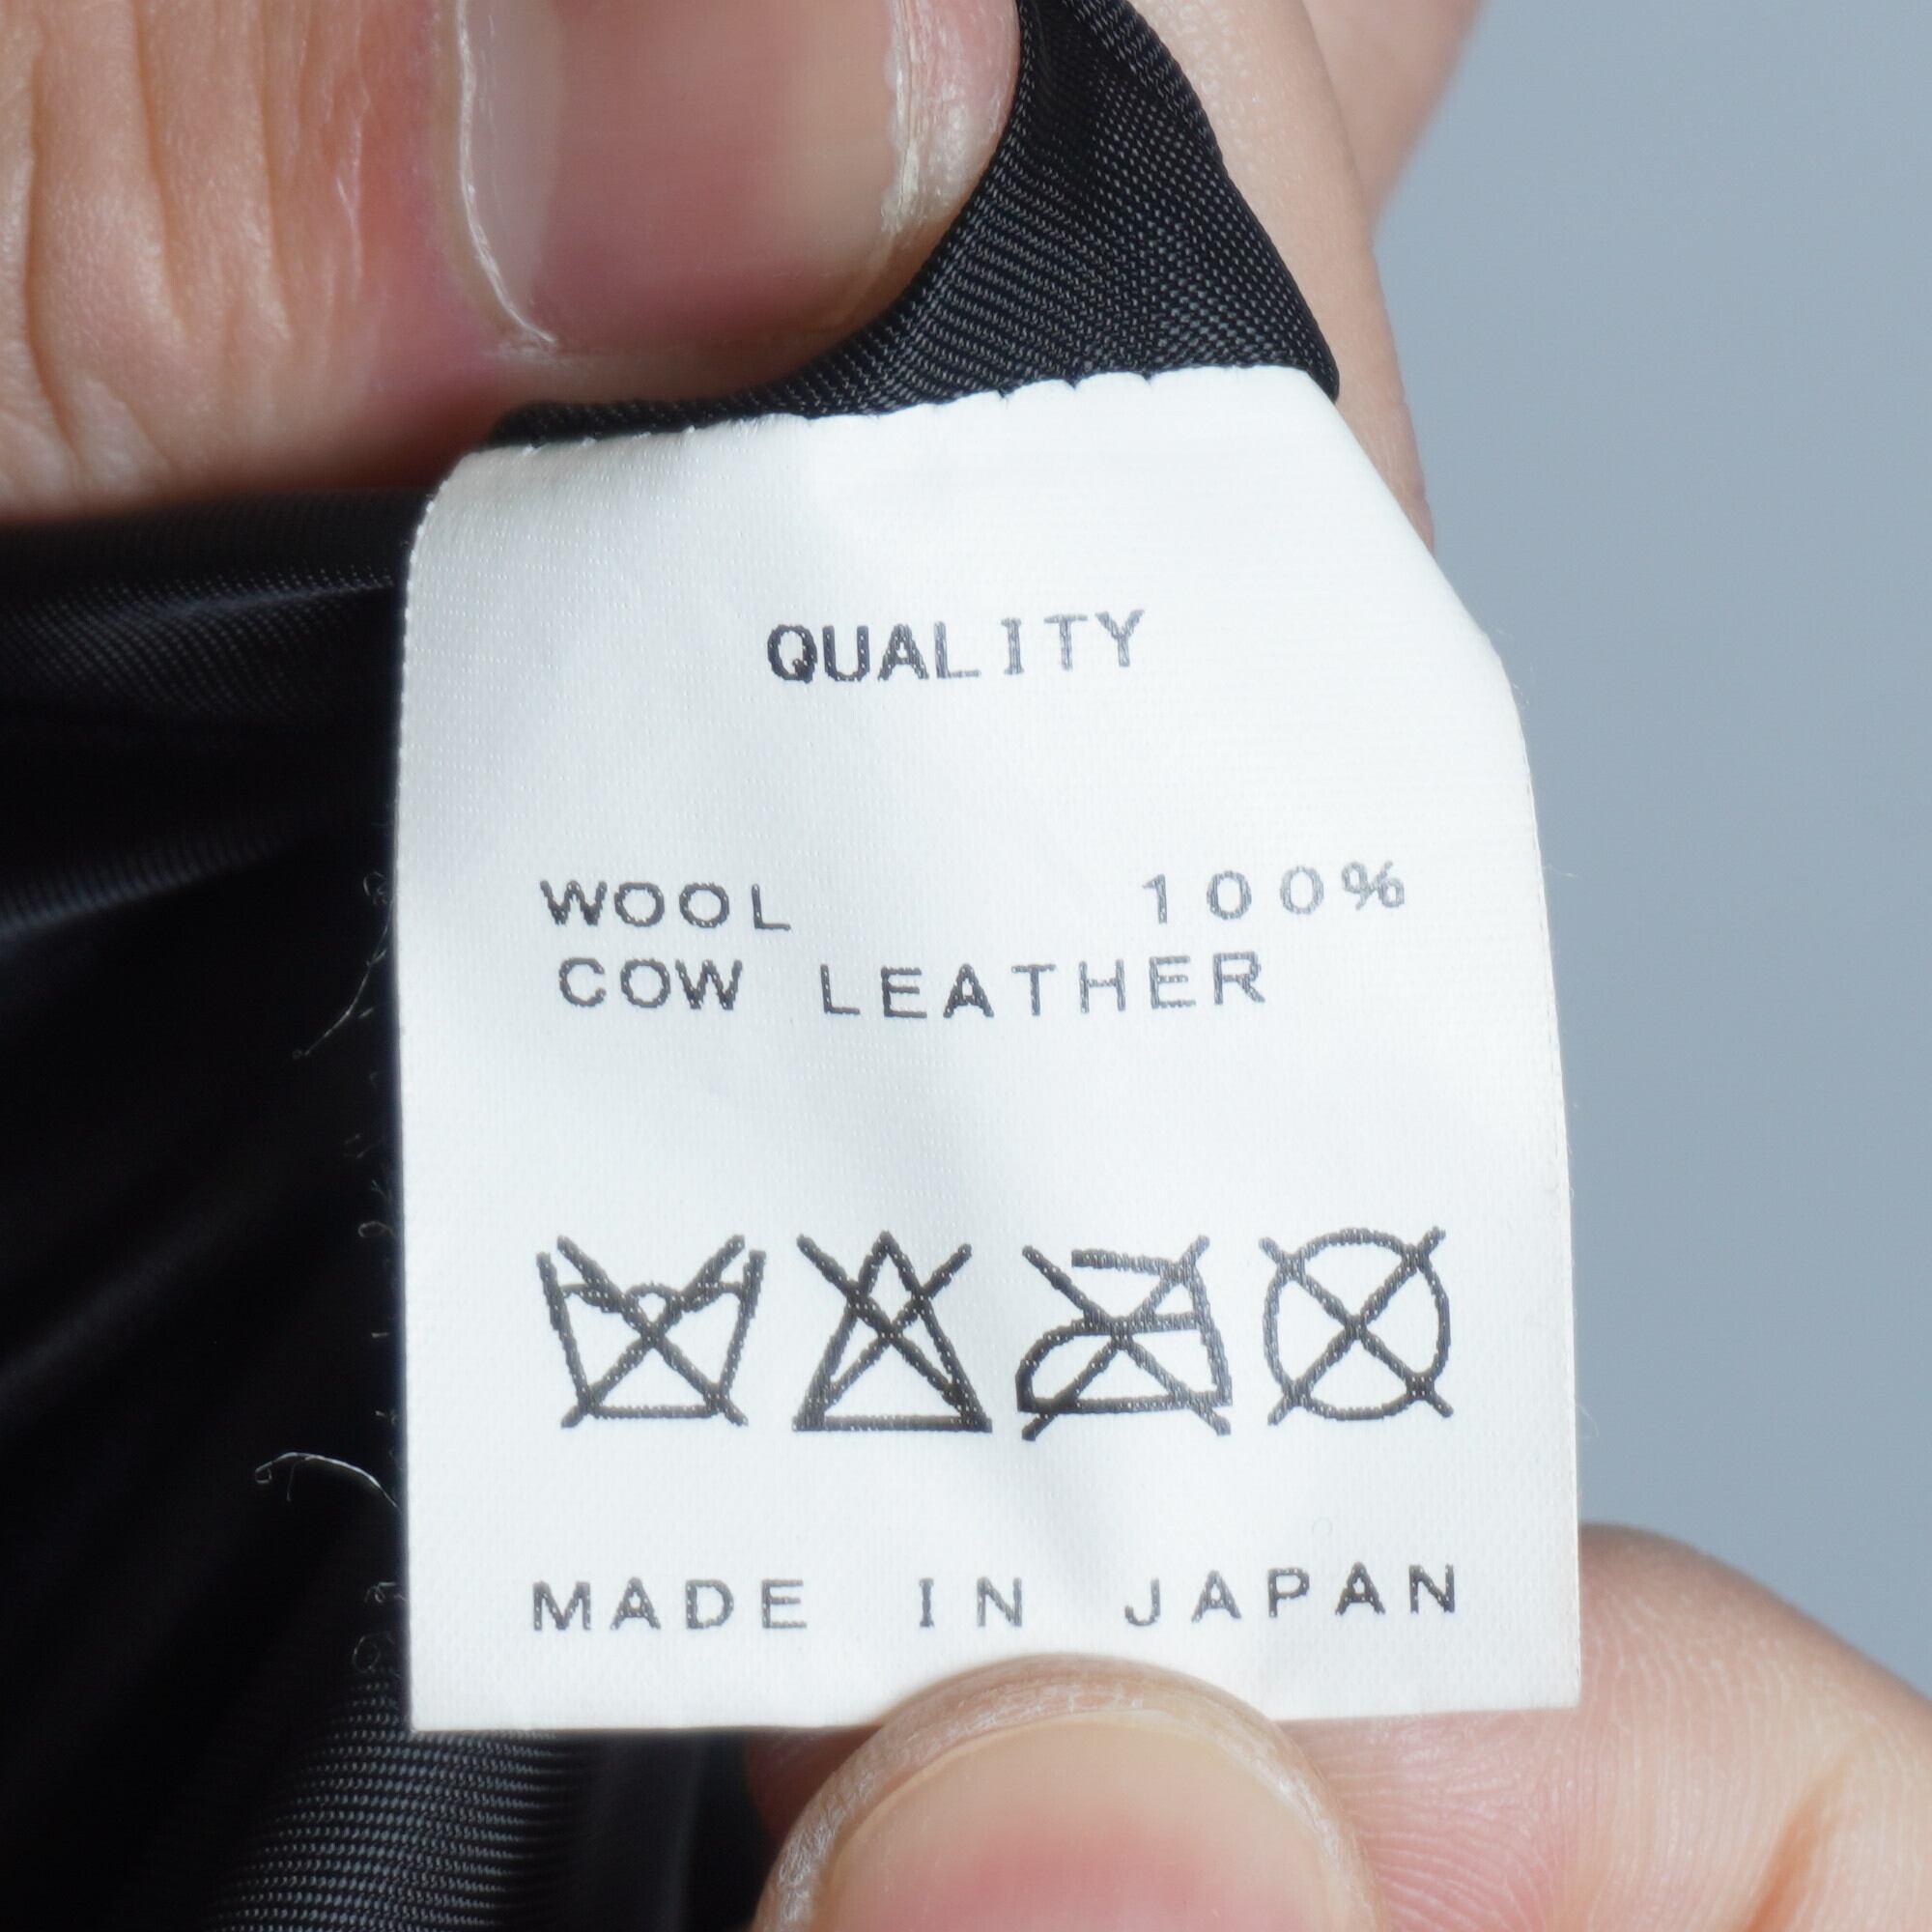 QUALITY
WOOL 100%
COW LEATHER
MADE IN JAPAN